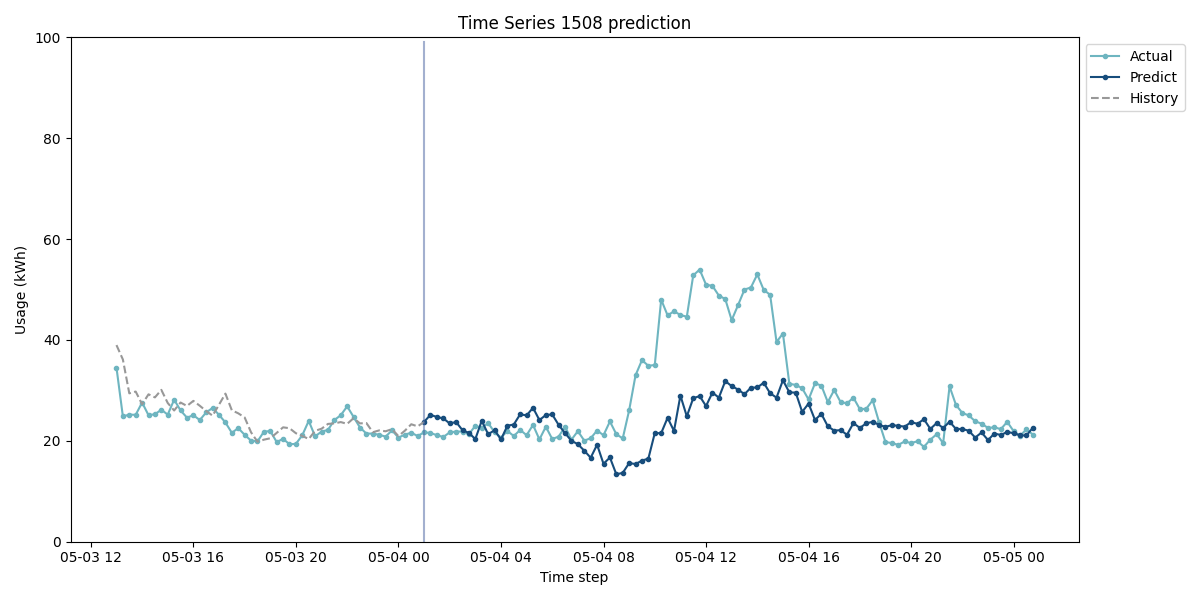 Time Series 1508 prediction
Actual
Predict
History
Usage (kWh)
100
80
60
40
20
0
05-03 12
05-03 16
05-03 20
05-04 00
05-04 04
05-04 08
05-04 12
05-04 16
05-04 20
05-05 00
Time step